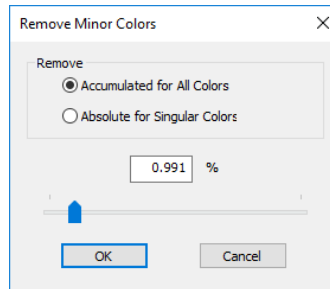 Remove Minor Colors
Remove
Accumulated for All Colors
Absolute for Singular Colors
0.991 %
OK Cancel